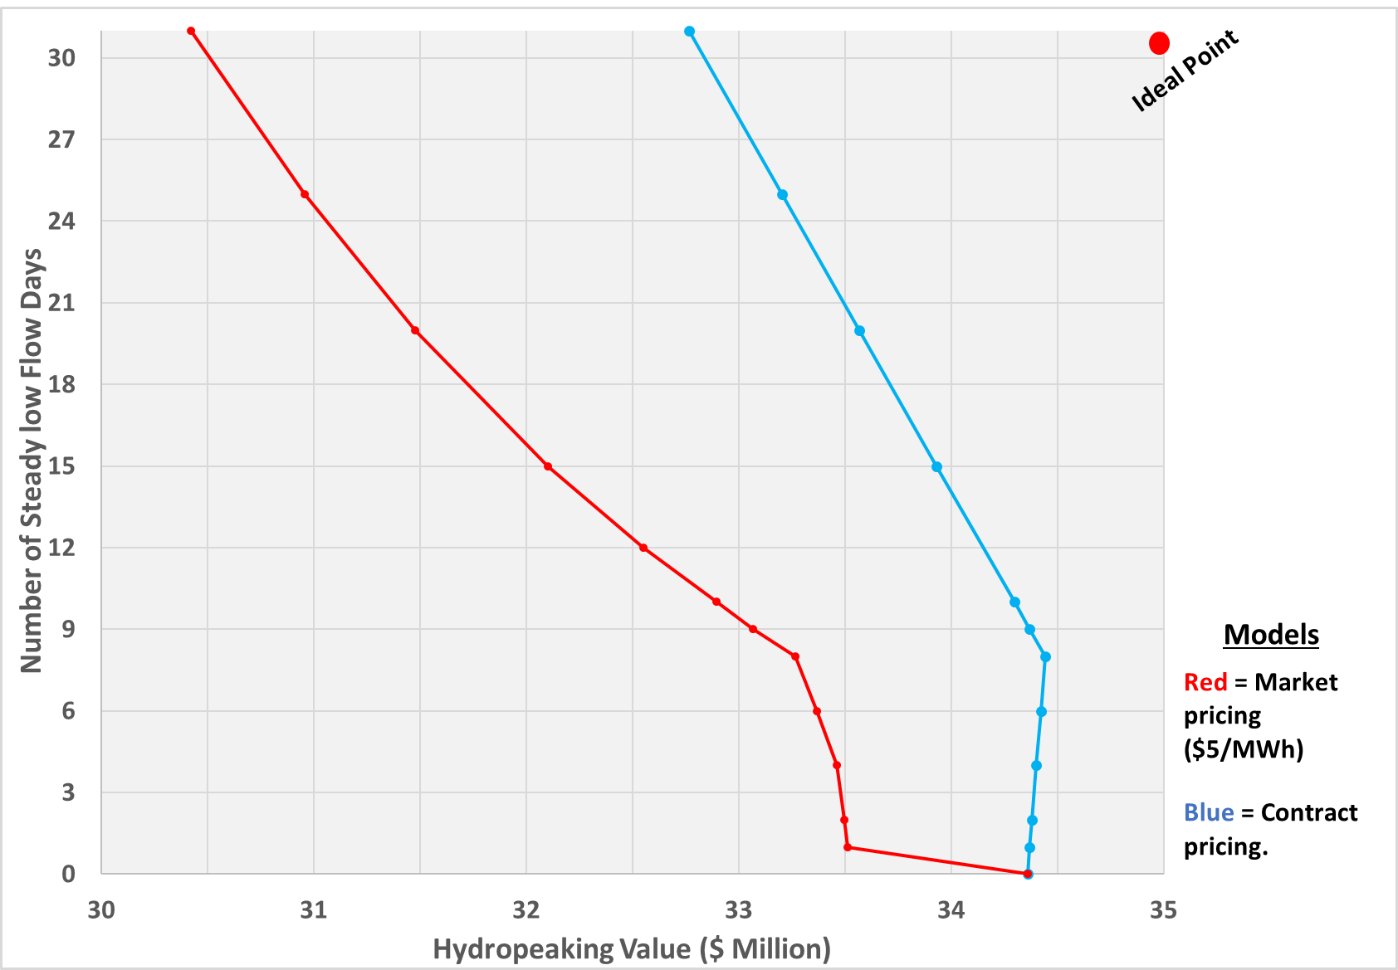 Number of Steady low Flow Days
30
27
24
21
18
15
12
9
6
3
0
30 31 32 33 34 35
Hydropeaking Value ($ Million)
Ideal Point
Models
Red = Market
pricing
($5/MWh)
Blue = Contract
pricing.